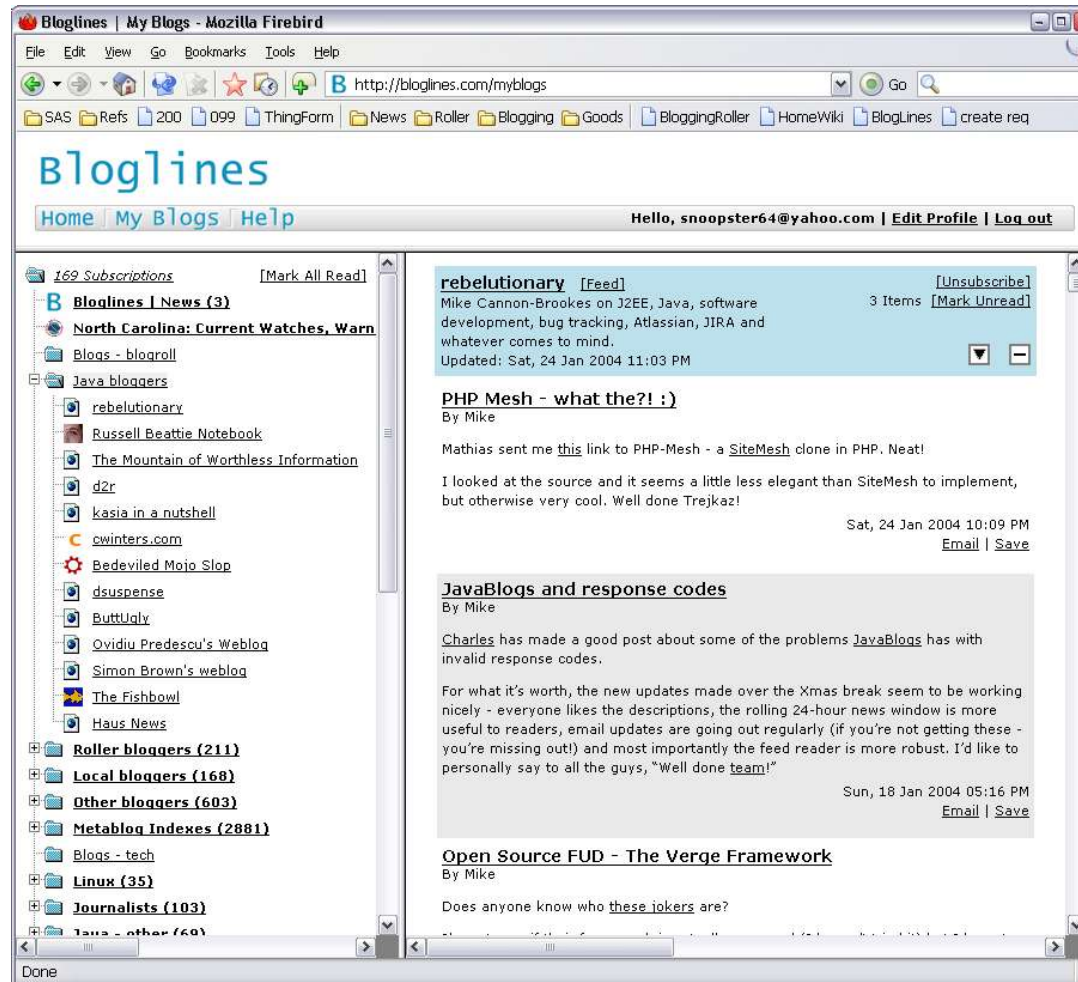 Bloglines | My Blogs - Mozilla Firebird
File Edit View Go Bookmarks Tools Help
B http://bloglines.com/myblogs Go
SAS Refs 200 099 ThingForm News Roller Blogging Goods BloggingRoller HomeWiki BlogLines create req
Bloglines
Home My Blogs Help
Hello, snoopster64@yahoo.com | Edit Profile | Log out
169 Subscriptions [Mark All Read]
B Bloglines | News (3)
North Carolina: Current Watches, Warn
Blogs - blogroll
Java bloggers
rebelutionary
Russell Beattie Notebook
The Mountain of Worthless Information
d2r
kasia in a nutshell
cwinters.com
Bedeviled Mojo Slop
dsuspense
ButtUgly
Ovidiu Predescu's Weblog
Simon Brown's weblog
The Fishbowl
Haus News
Roller bloggers (211)
Local bloggers (168)
Other bloggers (603)
Metablog Indexes (2881)
Blogs - tech
Linux (35)
Journalists (103)
Java - other (69)
rebelutionary [Feed] [Unsubscribe]
3 Items [Mark Unread]
Mike Cannon-Brookes on J2EE, Java, software
development, bug tracking, Atlassian, JIRA and
whatever comes to mind.
Updated: Sat, 24 Jan 2004 11:03 PM
PHP Mesh - what the?! :)
By Mike
Mathias sent me this link to PHP-Mesh - a SiteMesh clone in PHP. Neat!
I looked at the source and it seems a little less elegant than SiteMesh to implement,
but otherwise very cool. Well done Trejkaz!
Sat, 24 Jan 2004 10:09 PM
Email | Save
JavaBlogs and response codes
By Mike
Charles has made a good post about some of the problems JavaBlogs has with
invalid response codes.
For what it's worth, the new updates made over the Xmas break seem to be working
nicely - everyone likes the descriptions, the rolling 24-hour news window is more
useful to readers, email updates are going out regularly (if you're not getting these -
you're missing out!) and most importantly the feed reader is more robust. I'd like to
personally say to all the guys, "Well done team!"
Sun, 18 Jan 2004 05:16 PM
Email | Save
Open Source FUD - The Verge Framework
By Mike
Does anyone know who these jokers are?
Done